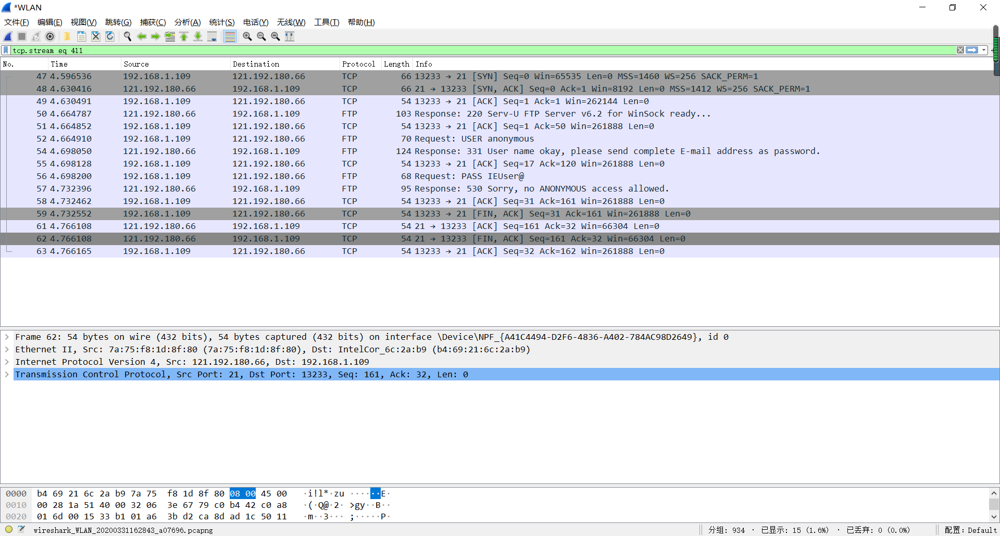 *WLAN
文件(F) 编辑(E) 视图(V) 跳转(G) 捕获(C) 分析(A) 统计(S) 电话(Y) 无线(W) 工具(T) 帮助(H)
tcp.stream eq 411
No. Time Source Destination Protocol Length Info
47 4.596536 192.168.1.109 121.192.180.66 TCP 66 13233 → 21 [SYN] Seq=0 Win=65535 Len=0 MSS=1460 WS=256 SACK_PERM=1
48 4.630416 121.192.180.66 192.168.1.109 TCP 66 21 → 13233 [SYN, ACK] Seq=0 Ack=1 Win=8192 Len=0 MSS=1412 WS=256 SACK_PERM=1
49 4.630491 192.168.1.109 121.192.180.66 TCP 54 13233 → 21 [ACK] Seq=1 Ack=1 Win=262144 Len=0
50 4.664787 121.192.180.66 192.168.1.109 FTP 103 Response: 220 Serv-U FTP Server v6.2 for WinSock ready...
51 4.664852 192.168.1.109 121.192.180.66 TCP 54 13233 → 21 [ACK] Seq=1 Ack=50 Win=261888 Len=0
52 4.664910 192.168.1.109 121.192.180.66 FTP 70 Request: USER anonymous
54 4.698050 121.192.180.66 192.168.1.109 FTP 124 Response: 331 User name okay, please send complete E-mail address as password.
55 4.698128 192.168.1.109 121.192.180.66 TCP 54 13233 → 21 [ACK] Seq=17 Ack=120 Win=261888 Len=0
56 4.698200 192.168.1.109 121.192.180.66 FTP 68 Request: PASS IEUser@
57 4.732396 121.192.180.66 192.168.1.109 FTP 95 Response: 530 Sorry, no ANONYMOUS access allowed.
58 4.732462 192.168.1.109 121.192.180.66 TCP 54 13233 → 21 [ACK] Seq=31 Ack=161 Win=261888 Len=0
59 4.732552 192.168.1.109 121.192.180.66 TCP 54 13233 → 21 [FIN, ACK] Seq=31 Ack=161 Win=261888 Len=0
61 4.766108 121.192.180.66 192.168.1.109 TCP 54 21 → 13233 [ACK] Seq=161 Ack=32 Win=66304 Len=0
62 4.766108 121.192.180.66 192.168.1.109 TCP 54 21 → 13233 [FIN, ACK] Seq=161 Ack=32 Win=66304 Len=0
63 4.766165 192.168.1.109 121.192.180.66 TCP 54 13233 → 21 [ACK] Seq=32 Ack=162 Win=261888 Len=0
Frame 62: 54 bytes on wire (432 bits), 54 bytes captured (432 bits) on interface \Device\NPF_{A41C4494-D2F6-4836-A402-784AC98D2649}, id 0
Ethernet II, Src: 7a:75:f8:1d:8f:80 (7a:75:f8:1d:8f:80), Dst: IntelCor_6c:2a:b9 (b4:69:21:6c:2a:b9)
Internet Protocol Version 4, Src: 121.192.180.66, Dst: 192.168.1.109
Transmission Control Protocol, Src Port: 21, Dst Port: 13233, Seq: 161, Ack: 32, Len: 0
0000 b4 69 21 6c 2a b9 7a 75 f8 1d 8f 80 08 00 45 00 ·i!l*·zu ······E·
0010 00 28 1a 51 40 00 32 06 3e 67 79 c0 b4 42 c0 a8 ·(·Q@·2· >gy··B··
0020 01 6d 00 15 33 b1 01 a6 3b d2 ca 8d ad 1c 50 11 ·m··3··· ;·····P·
wireshark_WLAN_20200331162843_a07696.pcapng 分组: 934 · 已显示: 15 (1.6%) · 已丢弃: 0 (0.0%) 配置: Default